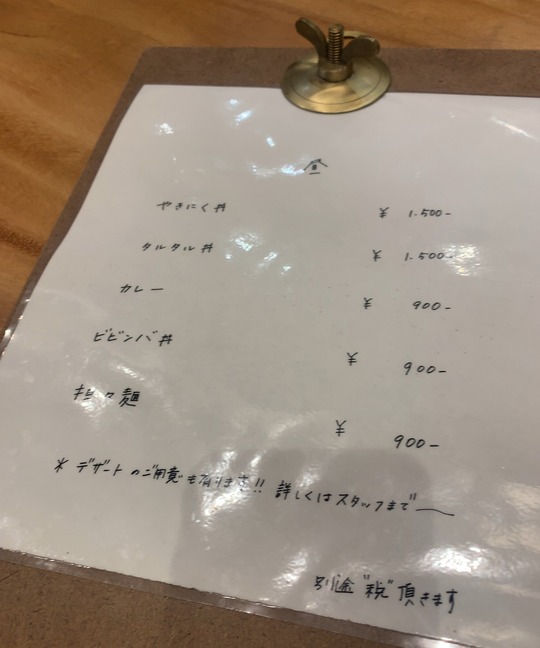 昼
やきにく丼 ¥ 1.500-
タルタル丼 ¥ 1.500-
カレー ¥ 900-
ビビンバ丼 ¥ 900-
担々麺 ¥ 900-
* デザートのご用意も有ります!! 詳しくはスタッフまで
別途"税"頂きます